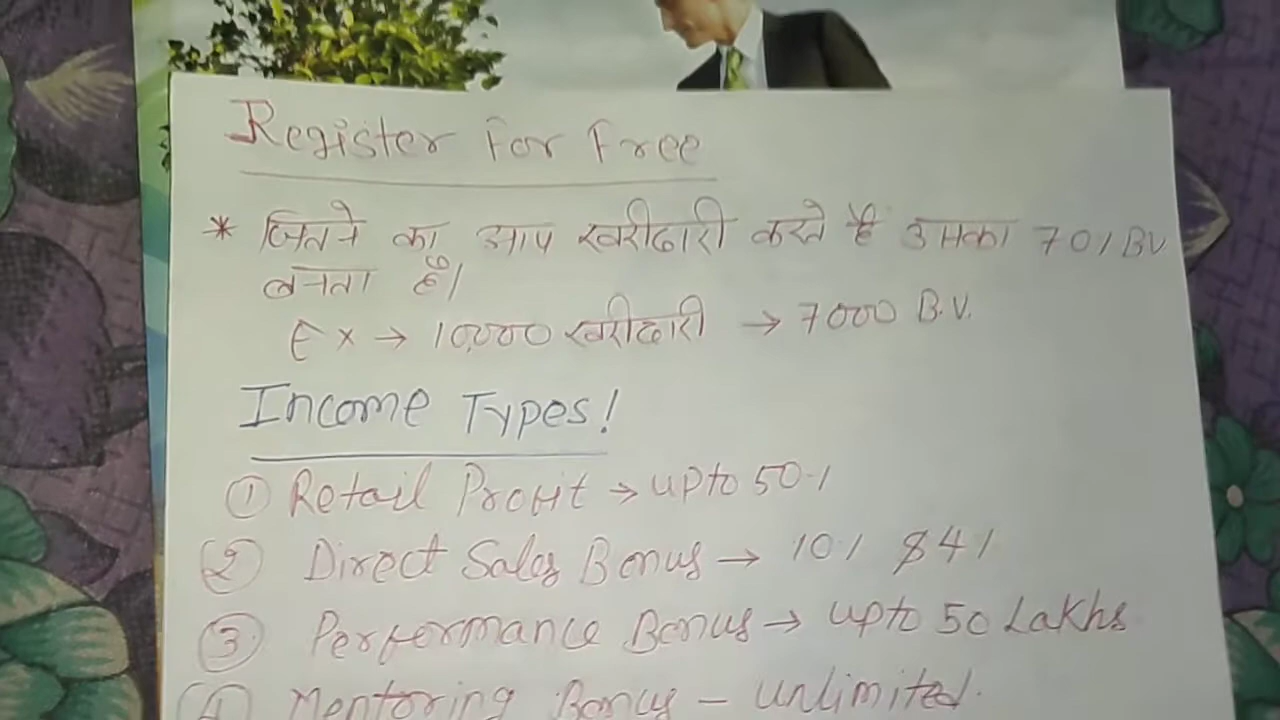 Register For Free
* जितने का आप खरीदारी करते है उसका 70% BV
बनता है।
Ex → 10,000 खरीदारी → 7000 B.V.
Income Types!
① Retail Profit → upto 50%
② Direct Sales Bonus → 10% & 4%
③ Performance Bonus → upto 50 Lakhs
④ Mentoring Bonus – Unlimited.